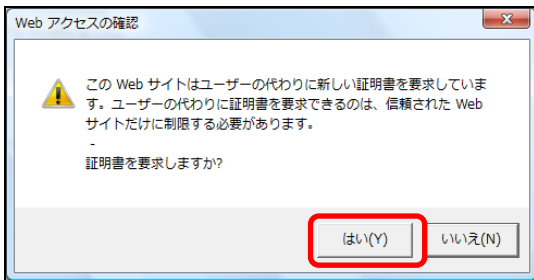 Web アクセスの確認
この Web サイトはユーザーの代わりに新しい証明書を要求していま
す。ユーザーの代わりに証明書を要求できるのは、信頼された Web
サイトだけに制限する必要があります。
-
証明書を要求しますか?
はい(Y)
いいえ(N)